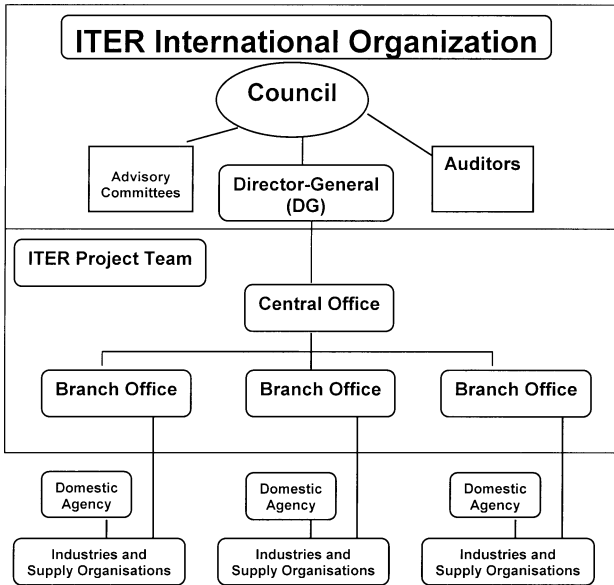 ITER International Organization
Council
Advisory
Committees
Director-General
(DG)
Auditors
ITER Project Team
Central Office
Branch Office
Branch Office
Branch Office
Domestic
Agency
Domestic
Agency
Domestic
Agency
Industries and
Supply Organisations
Industries and
Supply Organisations
Industries and
Supply Organisations